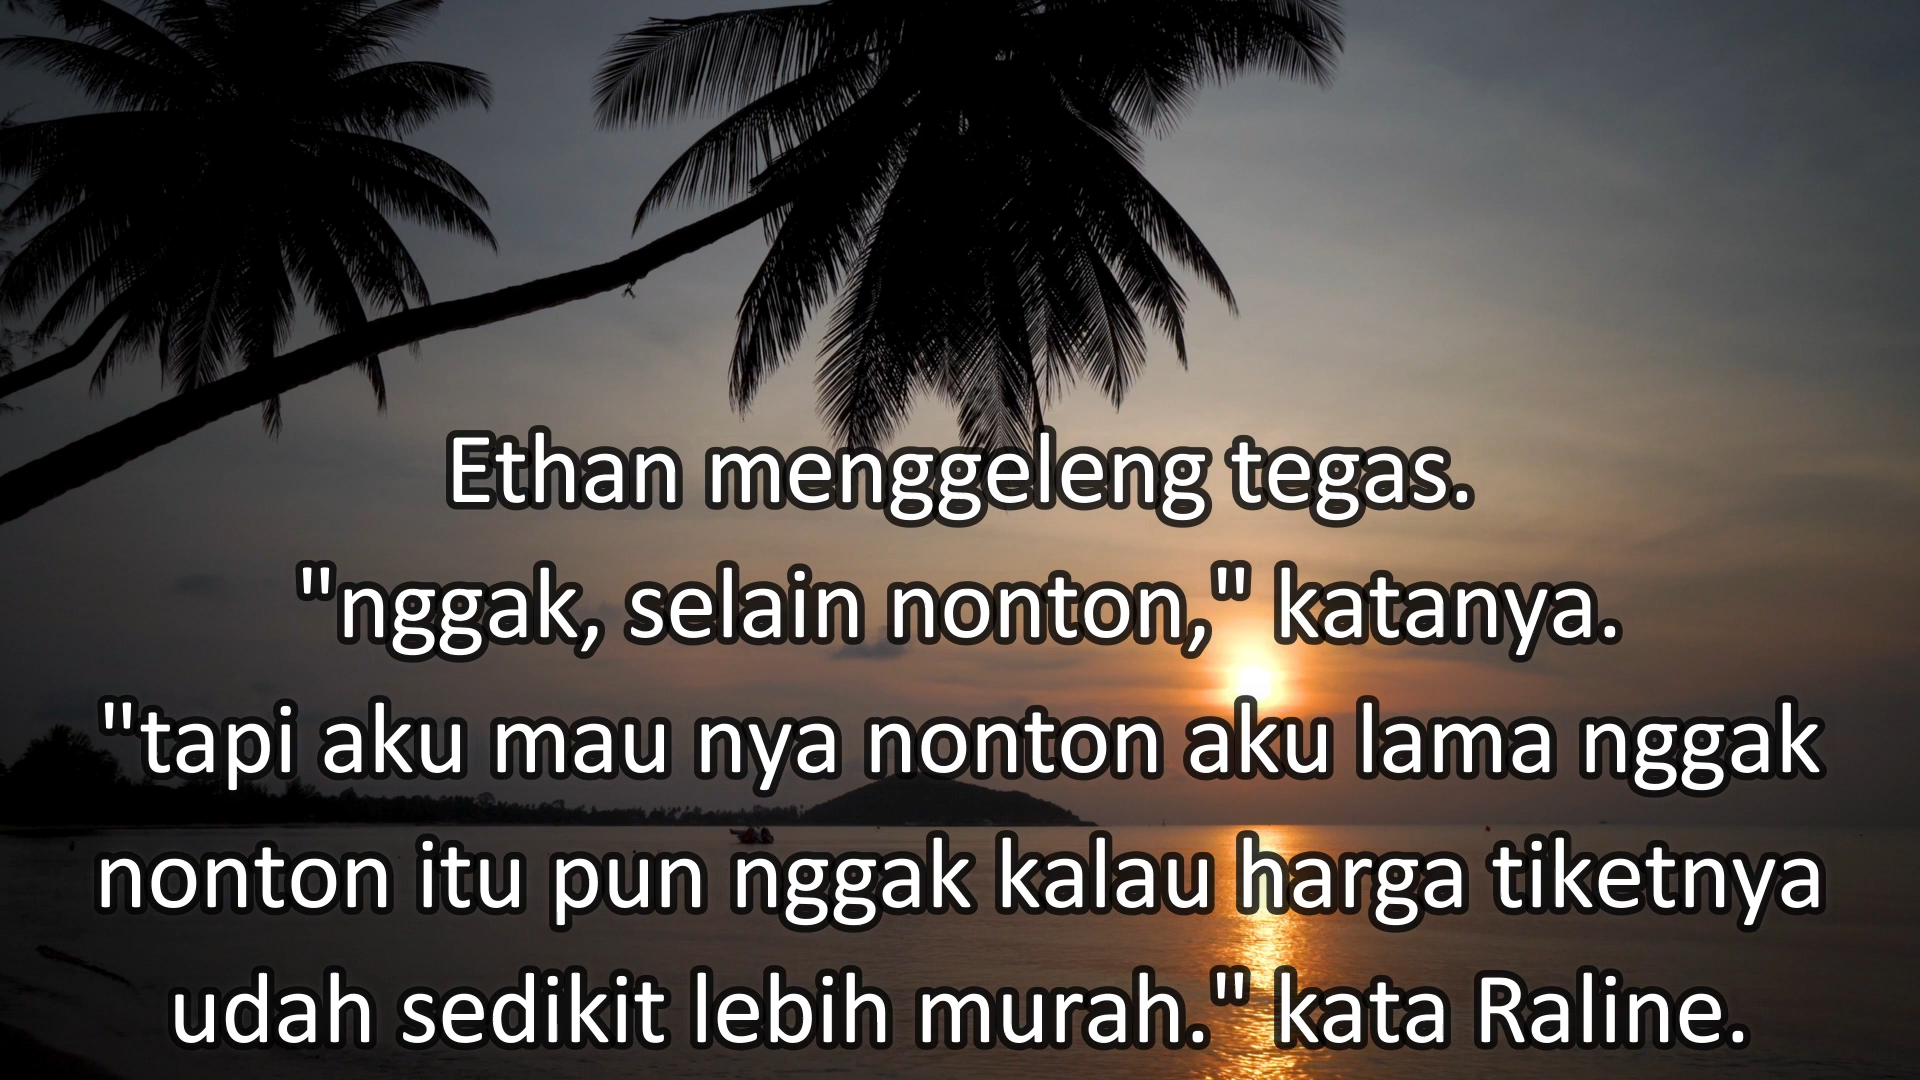 Ethan menggeleng tegas.
"nggak, selain nonton," katanya.
"tapi aku mau nya nonton aku lama nggak
nonton itu pun nggak kalau harga tiketnya
udah sedikit lebih murah." kata Raline.